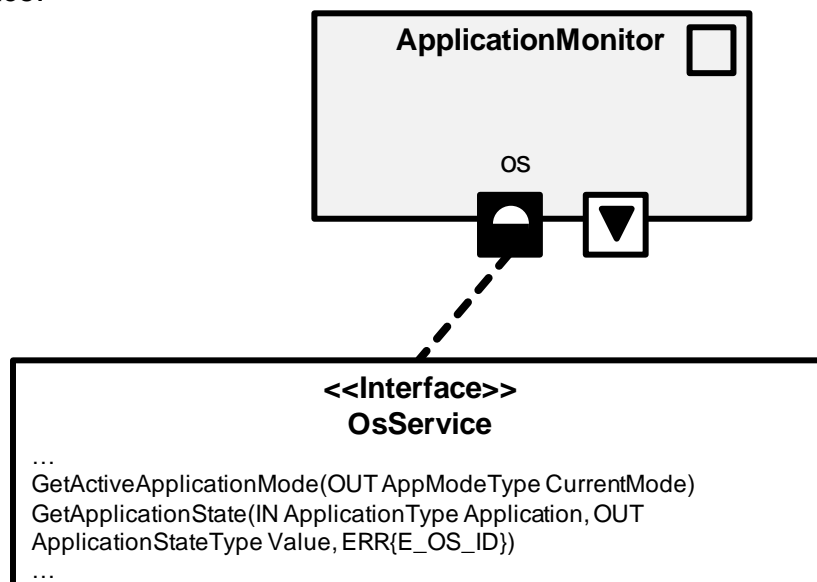 ApplicationMonitor
os
<<Interface>>
OsService
…
GetActiveApplicationMode(OUT AppModeType CurrentMode)
GetApplicationState(IN ApplicationType Application, OUT
ApplicationStateType Value, ERR{E_OS_ID})
…